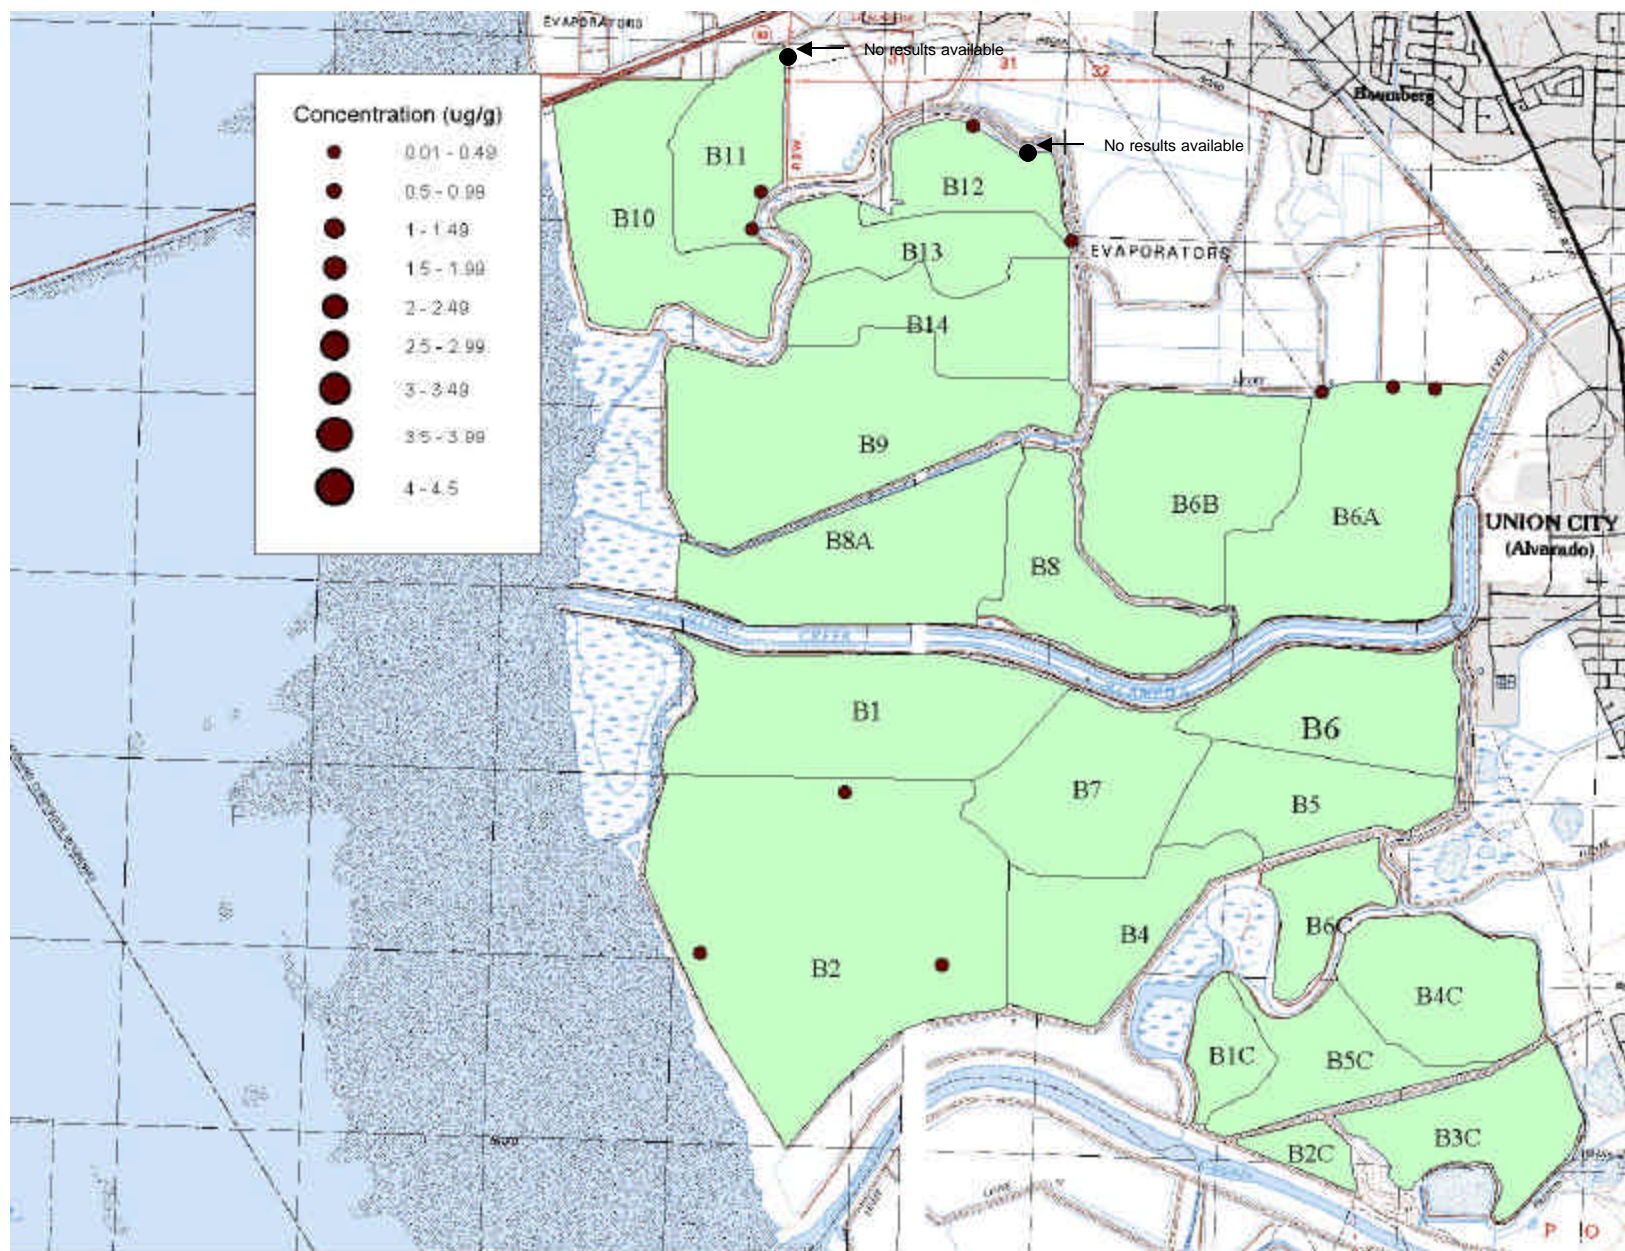 EVAPORATORS
No results available
31
32
Concentration (ug/g)
0.01 - 0.49
0.5 - 0.99
1 - 1.49
1.5 - 1.99
2 - 2.49
2.5 - 2.99
3 - 3.49
3.5 - 3.99
4 - 4.5
Baumberg
No results available
B11
B12
B10
B13
EVAPORATORS
B14
B9
B6B
B6A
UNION CITY
(Alvarado)
B8A
B8
CREEK
B1
B6
B7
B5
B4
B6C
B2
B4C
B1C
B5C
B3C
B2C
P O